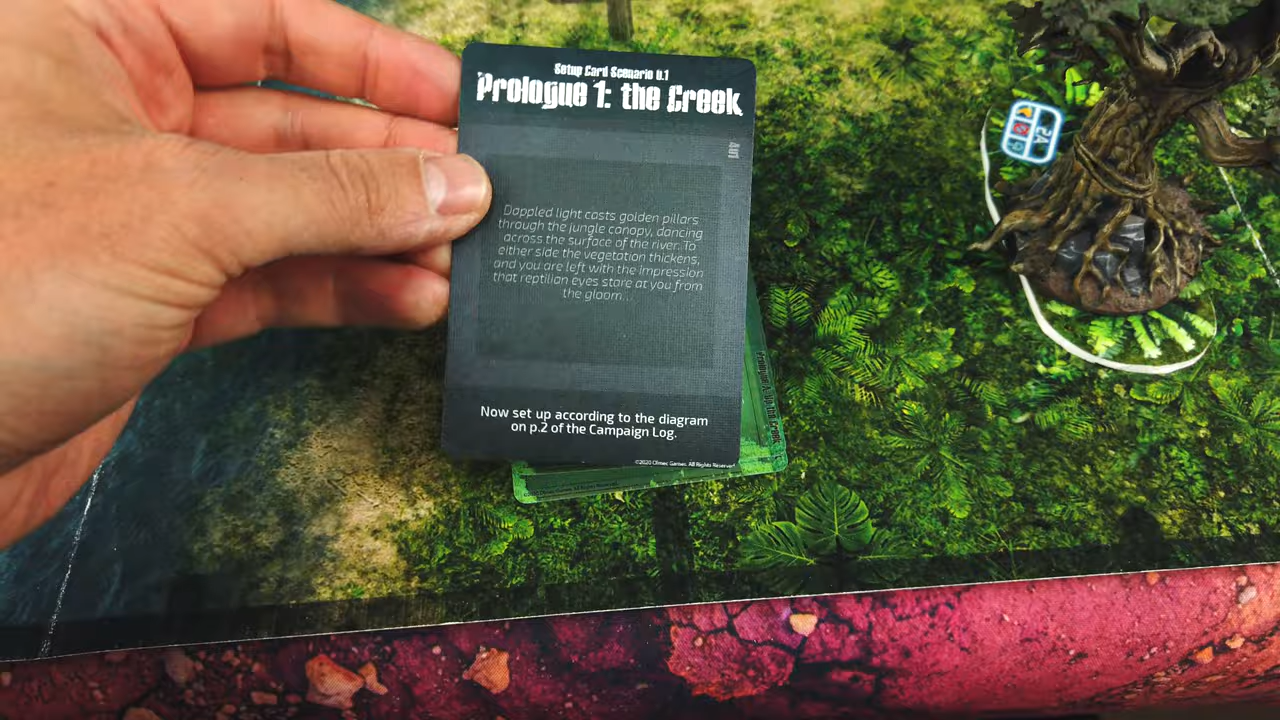 Setup Card Scenario 0.1
Prologue 1: the Creek
Dappled light casts golden pillars
through the jungle canopy, dancing
across the surface of the river. To
either side the vegetation thickens,
and you are left with the impression
that reptilian eyes stare at you from
the gloom...
Now set up according to the diagram
on p.2 of the Campaign Log.
©2020 Olmec Games. All Rights Reserved
2A